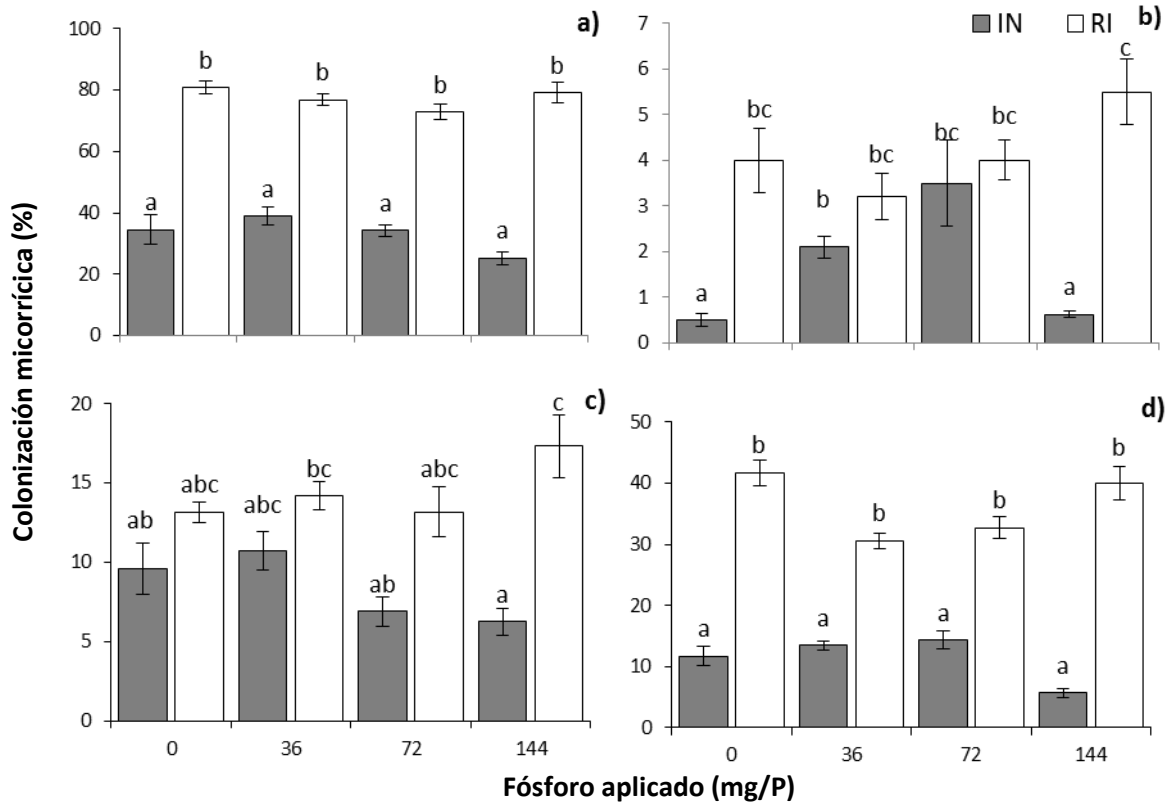 a)
100
80
60
40
20
0
b
b
b
b
a
a
a
a
b)
IN RI
7
6
5
4
3
2
1
0
c
bc
bc
bc
bc
b
a
a
c)
20
15
10
5
0
c
abc
bc
abc
ab
abc
ab
a
0 36 72 144
d)
50
40
30
20
10
0
b
b
b
b
a
a
a
a
0 36 72 144
Colonización micorrícica (%)
Fósforo aplicado (mg/P)